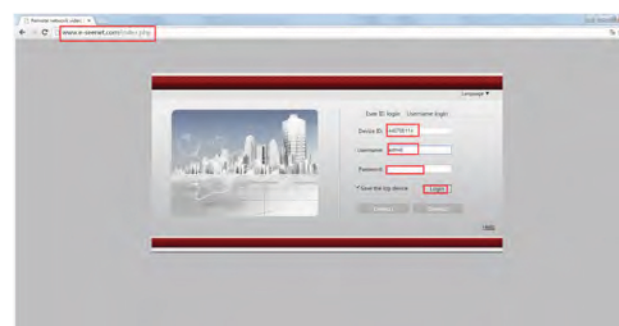 Remote network video
www.e-seenet.com/index.php
Language
Device ID login Username login
Device ID:
Username: admin
Password:
Save the log device Login
Help